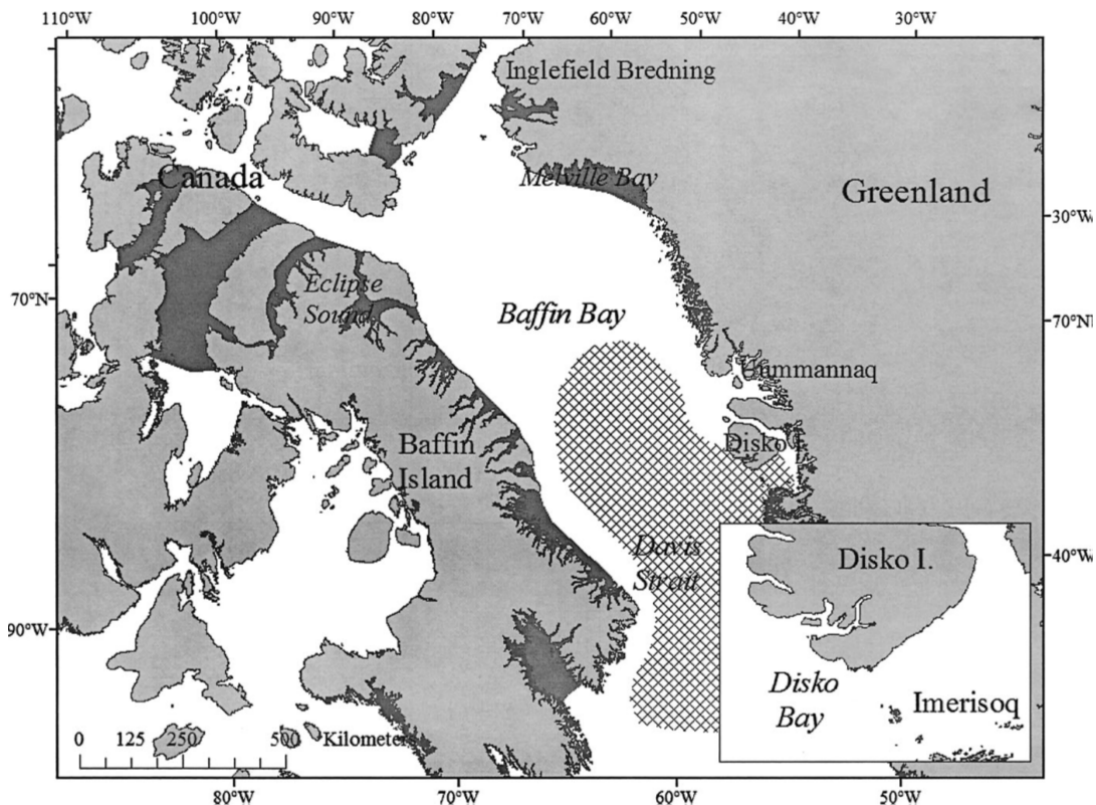 110°W 100°W 90°W 80°W 70°W 60°W 50°W 40°W 30°W
Inglefield Bredning
Canada
Melville Bay
Greenland
30°W
Eclipse
Sound
70°N
Baffin Bay
70°N
Uummannaq
Baffin
Island
Disko I.
Davis
Strait
40°W
Disko I.
90°W
Disko
Bay
Imerisoq
0 125 250 500 Kilometers
80°W 70°W 60°W 50°W